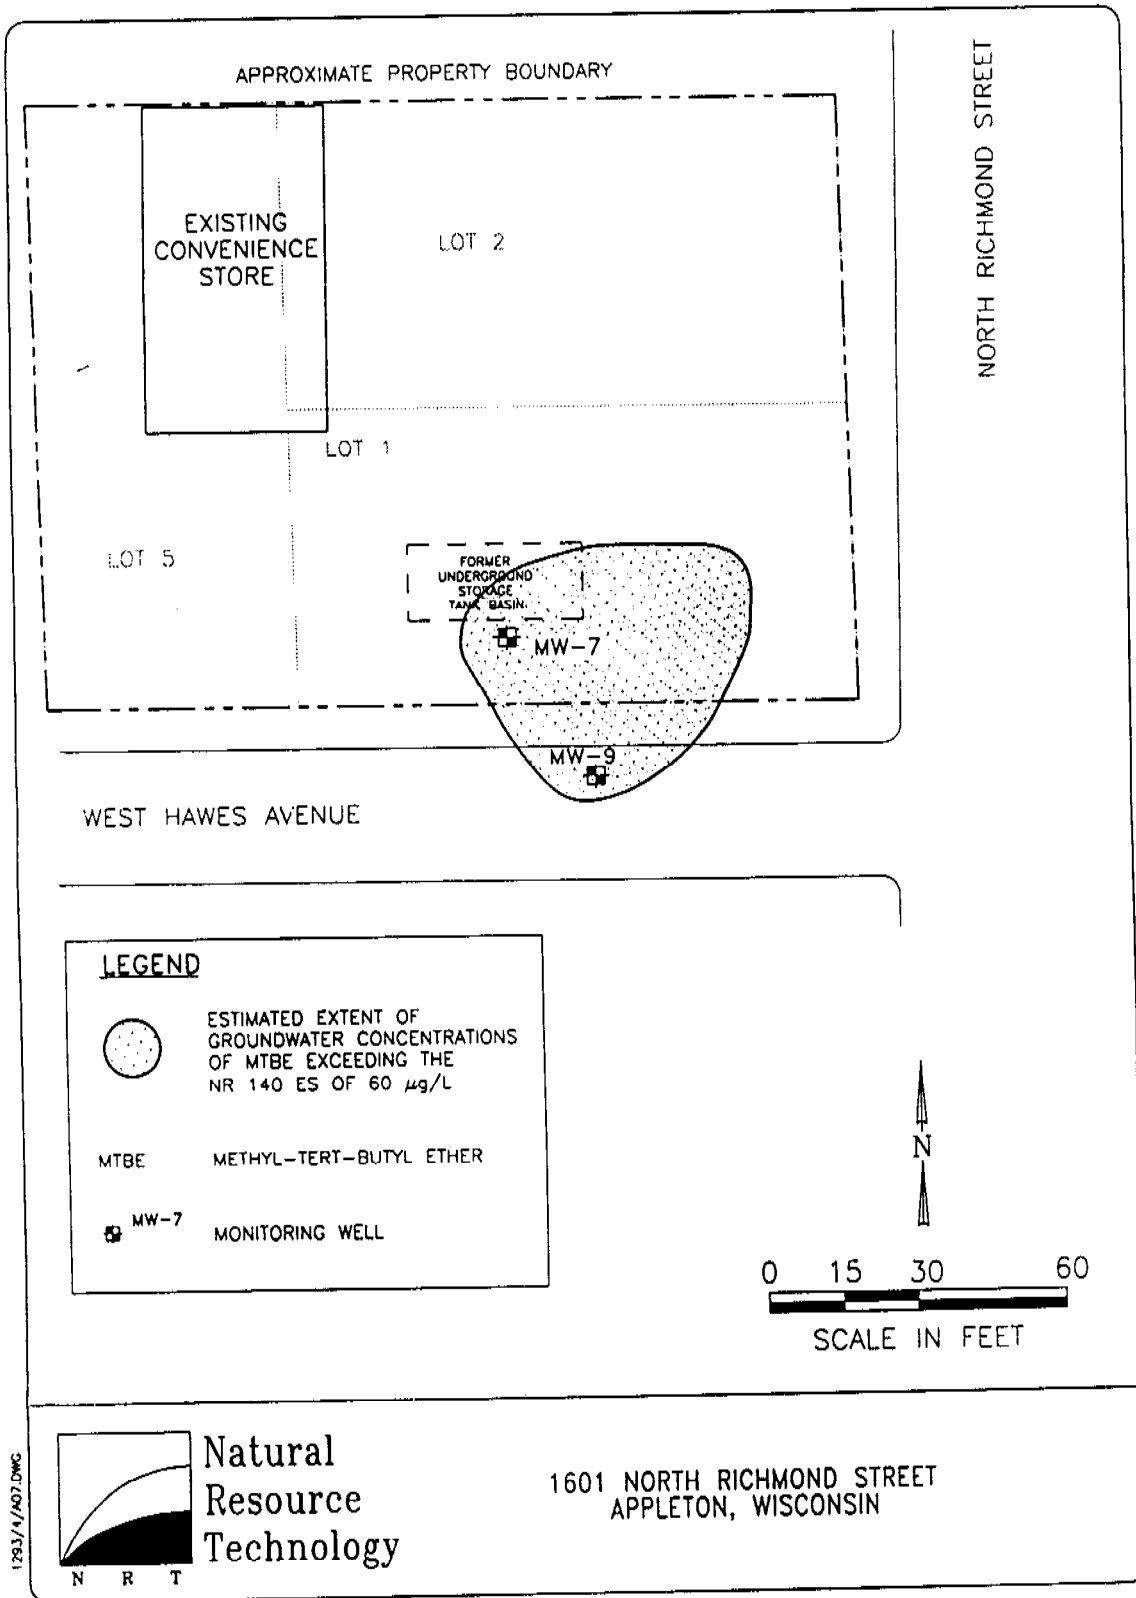 APPROXIMATE PROPERTY BOUNDARY
NORTH RICHMOND STREET
EXISTING
CONVENIENCE
STORE
LOT 2
LOT 1
LOT 5
FORMER
UNDERGROUND
STORAGE
TANK BASIN
MW-7
MW-9
WEST HAWES AVENUE
LEGEND
ESTIMATED EXTENT OF
GROUNDWATER CONCENTRATIONS
OF MTBE EXCEEDING THE
NR 140 ES OF 60 µg/L
MTBE METHYL-TERT-BUTYL ETHER
MW-7 MONITORING WELL
N
0 15 30 60
SCALE IN FEET
1293/4/A07.DWG
Natural
Resource
Technology
N R T
1601 NORTH RICHMOND STREET
APPLETON, WISCONSIN